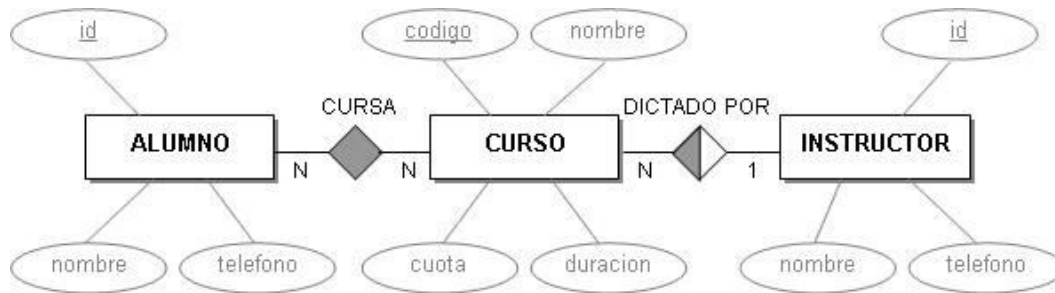 id
codigo
nombre
id
CURSA
DICTADO POR
ALUMNO
CURSO
INSTRUCTOR
N
N
N
1
nombre
telefono
cuota
duracion
nombre
telefono